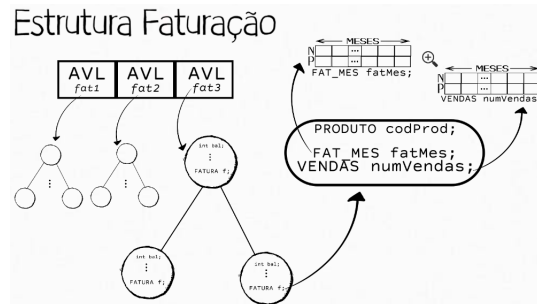 Estrutura Faturação
AVL AVL AVL
fat1 fat2 fat3
int bal;
⋮
FATURA f;
int bal;
⋮
FATURA f;
int bal;
⋮
FATURA f;
MESES
N
P
...
...
FAT_MES fatMes;
MESES
N
P
...
...
VENDAS numVendas
PRODUTO codProd;
FAT_MES fatMes;
VENDAS numVendas;